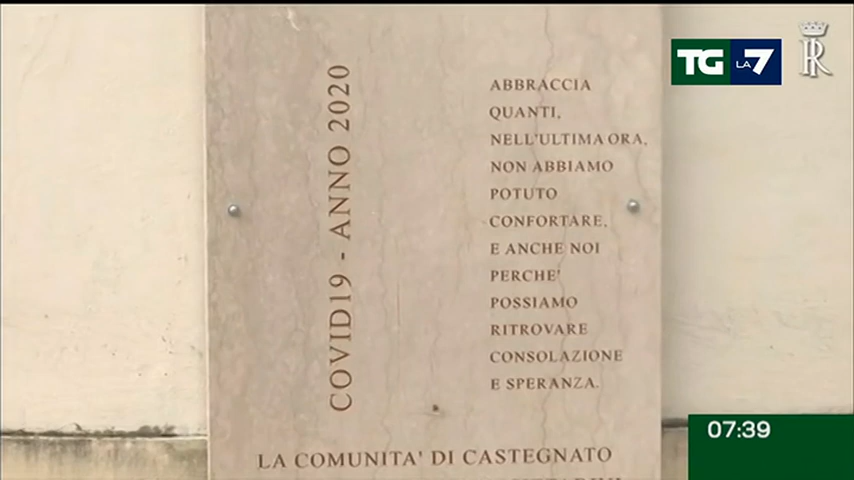 COVID19 - ANNO 2020
ABBRACCIA
QUANTI,
NELL'ULTIMA ORA,
NON ABBIAMO
POTUTO
CONFORTARE,
E ANCHE NOI
PERCHE'
POSSIAMO
RITROVARE
CONSOLAZIONE
E SPERANZA.
LA COMUNITA' DI CASTEGNATO
TG LA7
07:39